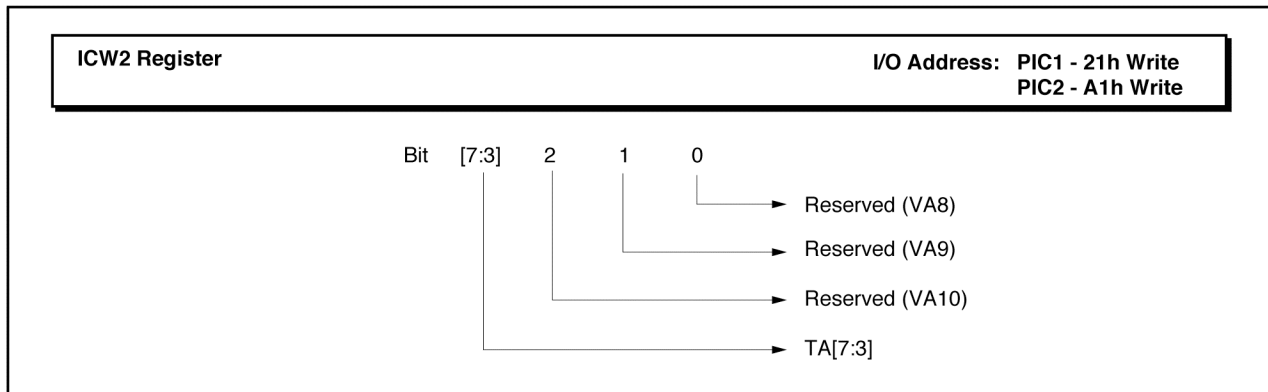 ICW2 Register
I/O Address: PIC1 - 21h Write
PIC2 - A1h Write
Bit [7:3] 2 1 0
Reserved (VA8)
Reserved (VA9)
Reserved (VA10)
TA[7:3]